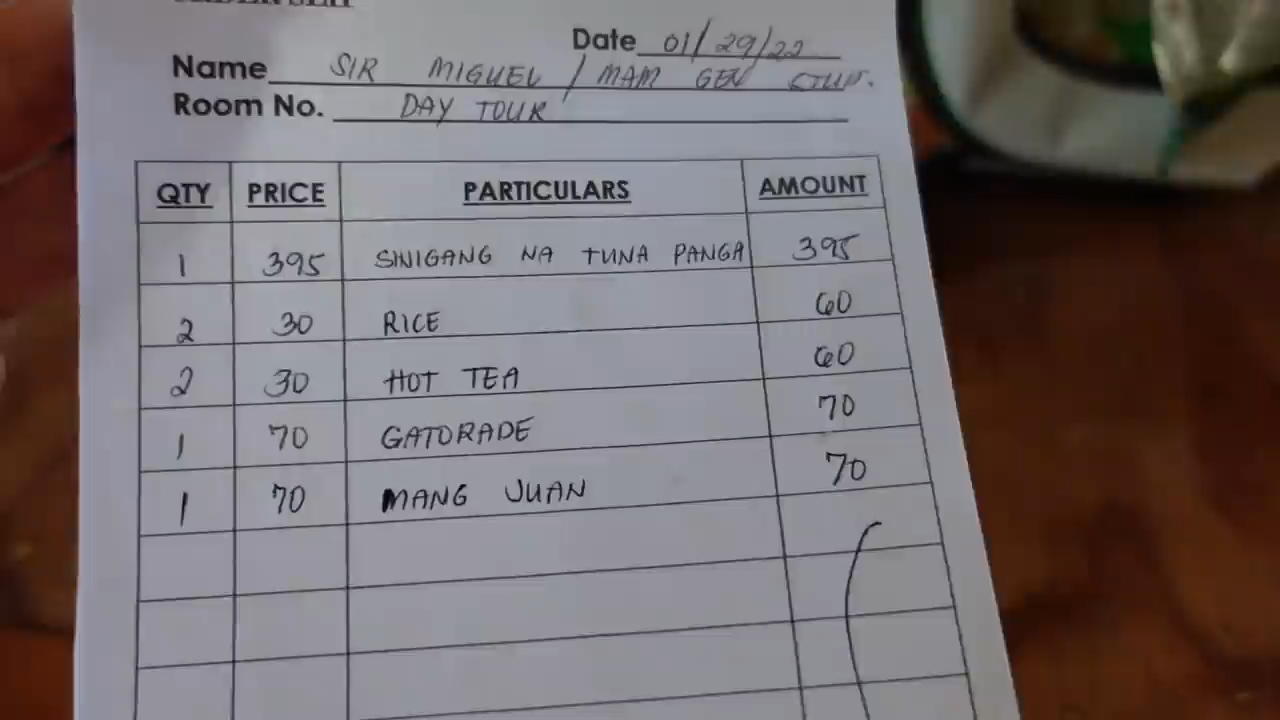 Date 01/29/22
Name SIR MIGUEL / MAM GEN
Room No. DAY TOUR
QTY PRICE PARTICULARS AMOUNT
1 395 SINIGANG NA TUNA PANGA 395
2 30 RICE 60
2 30 HOT TEA 60
1 70 GATORADE 70
1 70 MANG JUAN 70